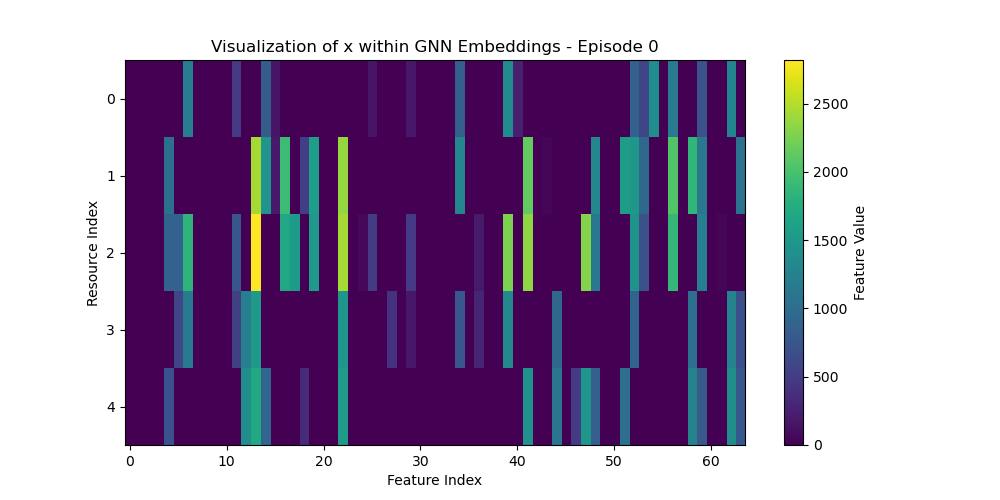 Visualization of x within GNN Embeddings - Episode 0
0
1
2
3
4
Resource Index
0 10 20 30 40 50 60
Feature Index
2500
2000
1500
1000
500
0
Feature Value